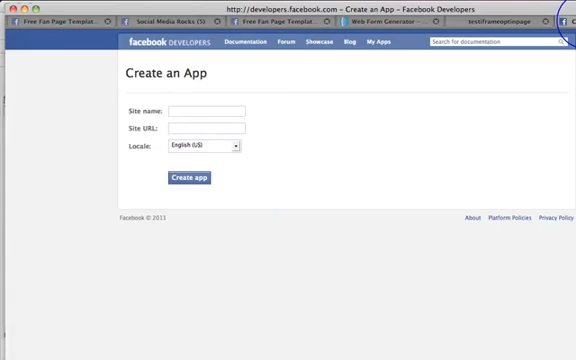 http://developers.facebook.com - Create an App - Facebook Developers
Free Fan Page Templat...
Social Media Rocks (5)
Free Fan Page Templat...
Web Form Generator - ...
testiframeoptinpage
facebook DEVELOPERS
Documentation Forum Showcase Blog My Apps
Search for documentation
Create an App
Site name:
Site URL:
Locale: English (US)
Create app
Facebook © 2011
About Platform Policies Privacy Policy